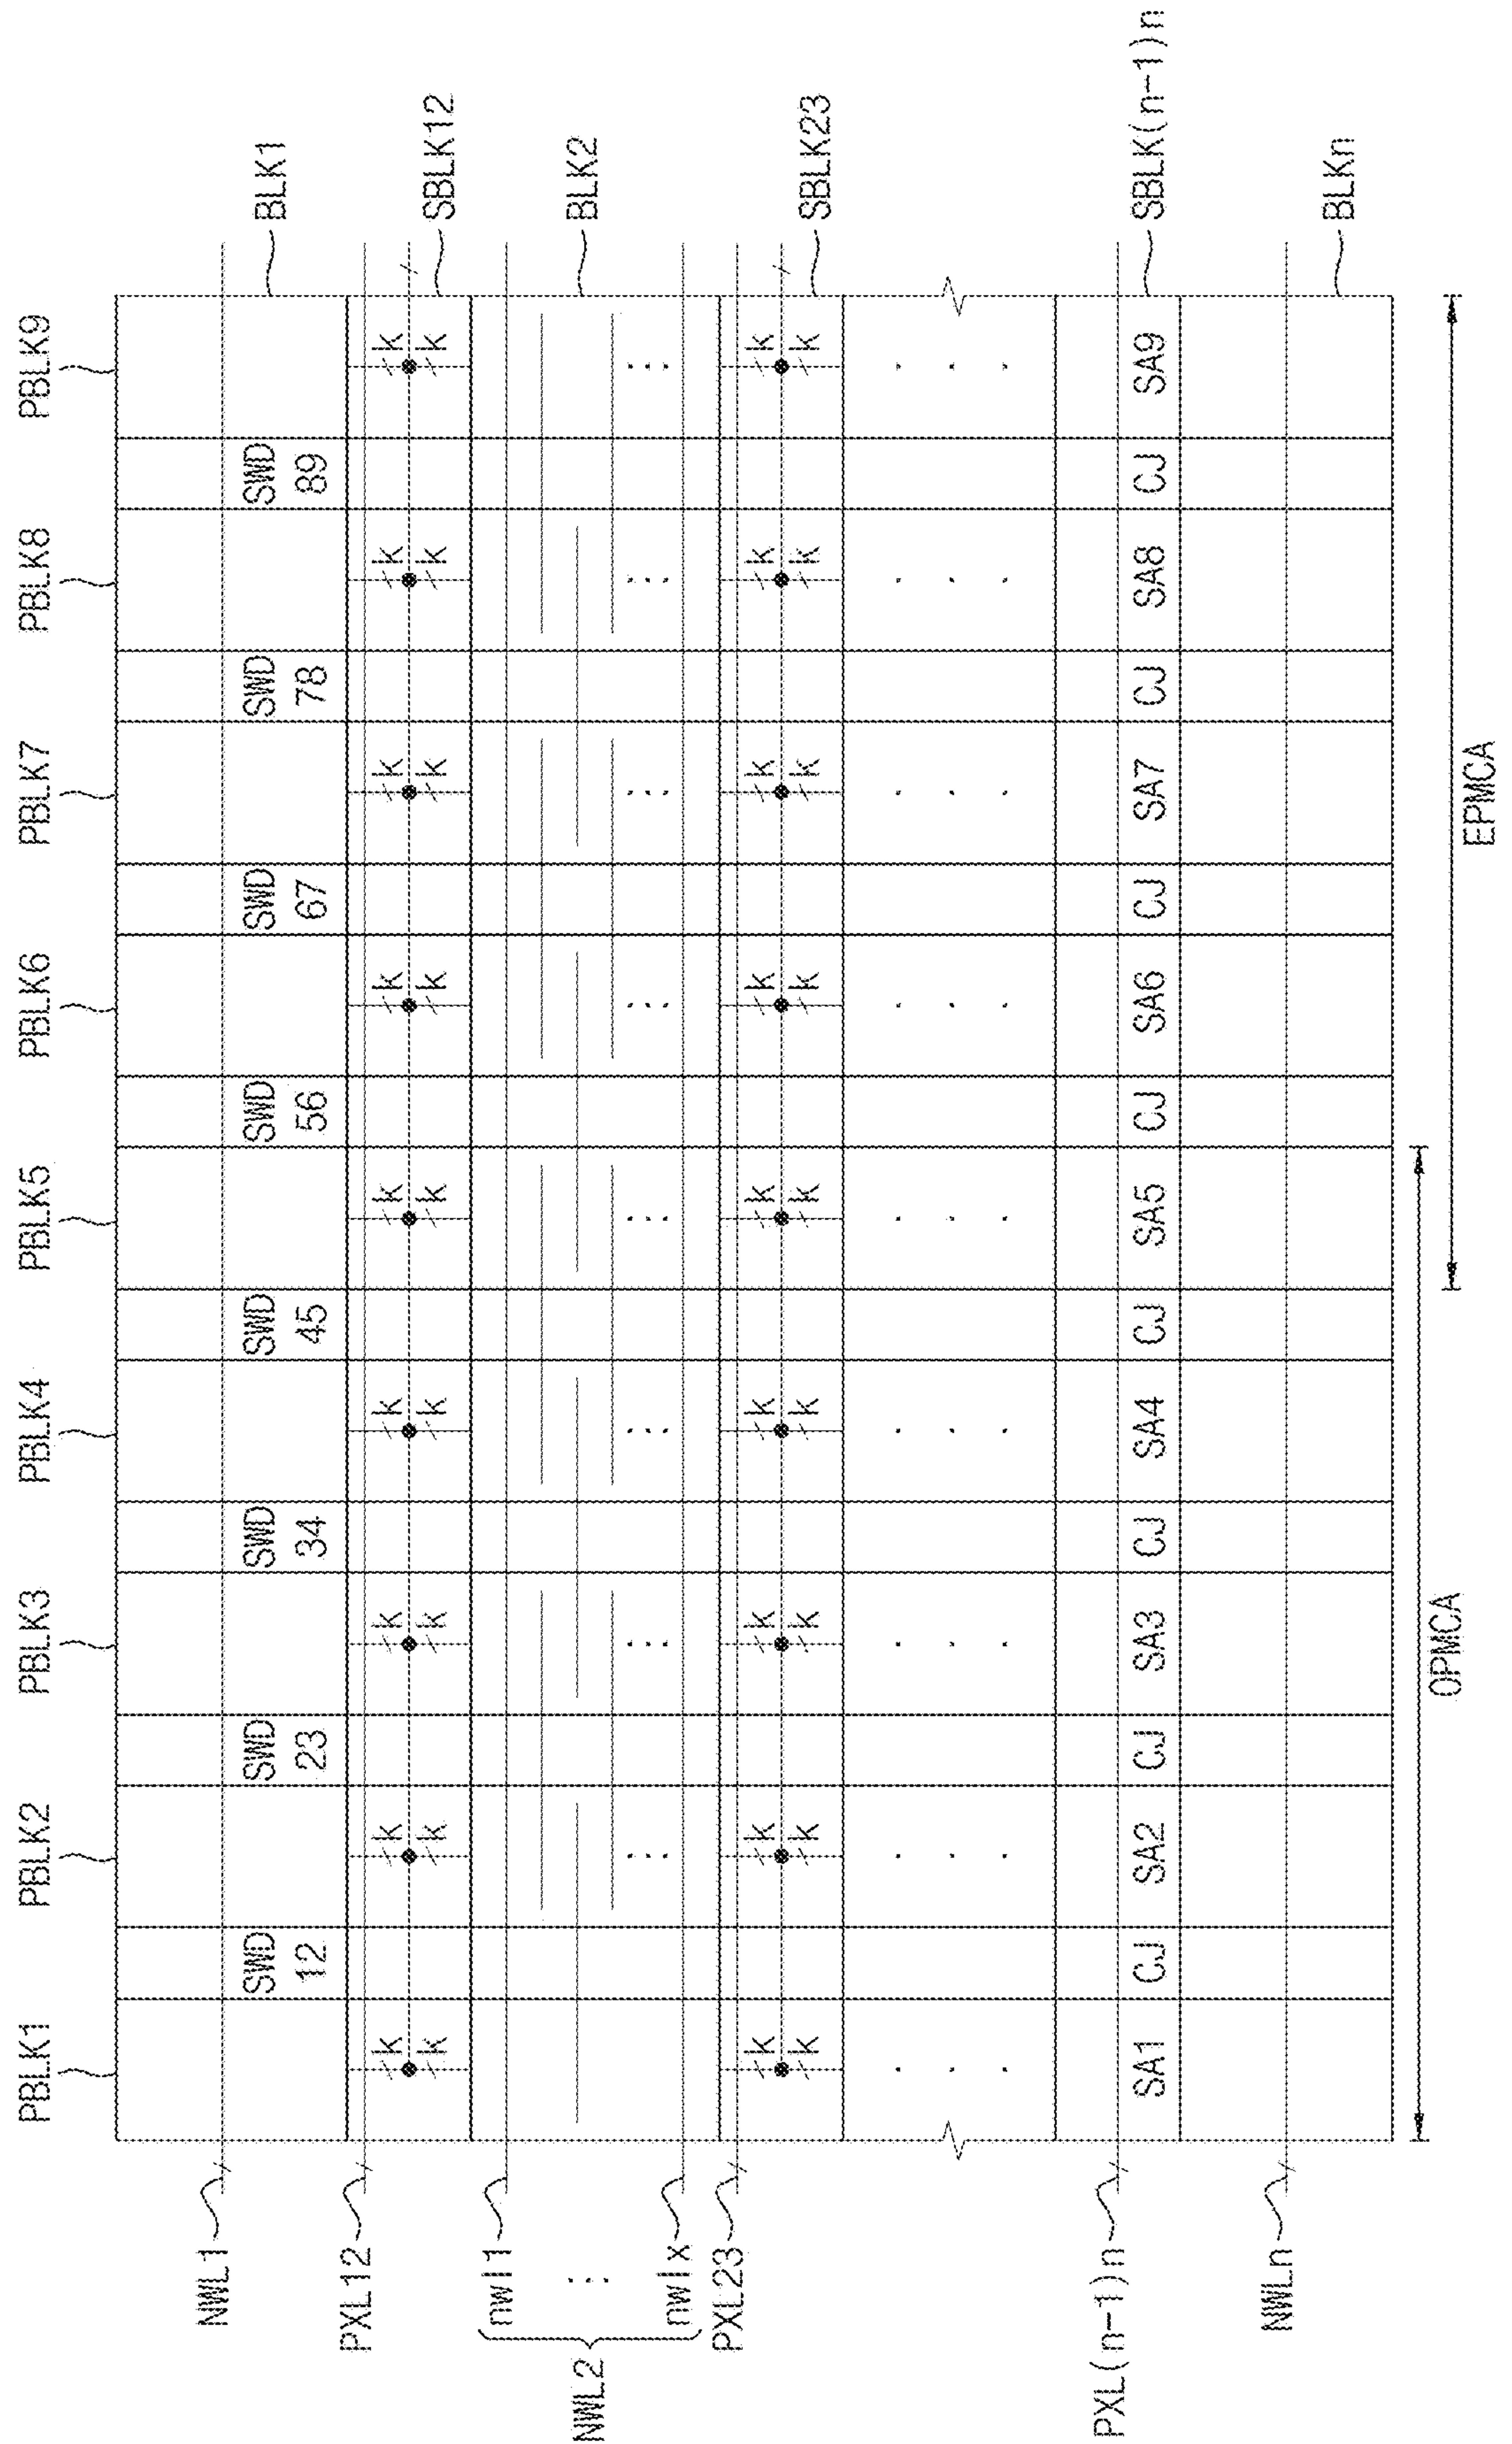 PBLK1 PBLK2 PBLK3 PBLK4 PBLK5 PBLK6 PBLK7 PBLK8 PBLK9
NWL1
BLK1
SWD SWD SWD SWD SWD SWD SWD SWD
12 23 34 45 56 67 78 89
PXL12
k k k k k k k k k
k k k k k k k k k
SBLK12
nwl1
NWL2
BLK2
nwlx
PXL23
k k k k k k k k k
k k k k k k k k k
SBLK23
PXL(n-1)n
SA1 CJ SA2 CJ SA3 CJ SA4 CJ SA5 CJ SA6 CJ SA7 CJ SA8 CJ SA9
SBLK(n-1)n
NWLn
BLKn
OPMCA
EPMCA